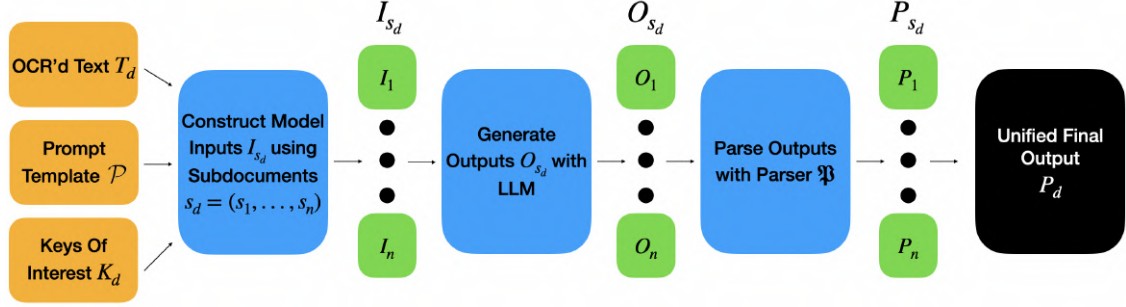 OCR'd Text T_d
Prompt
Template 𝒫
Keys Of
Interest K_d
Construct Model
Inputs I_{s_d} using
Subdocuments
s_d = (s_1, . . . , s_n)
I_{s_d}
I_1
I_n
Generate
Outputs O_{s_d} with
LLM
O_{s_d}
O_1
O_n
Parse Outputs
with Parser 𝔓
P_{s_d}
P_1
P_n
Unified Final
Output
P_d